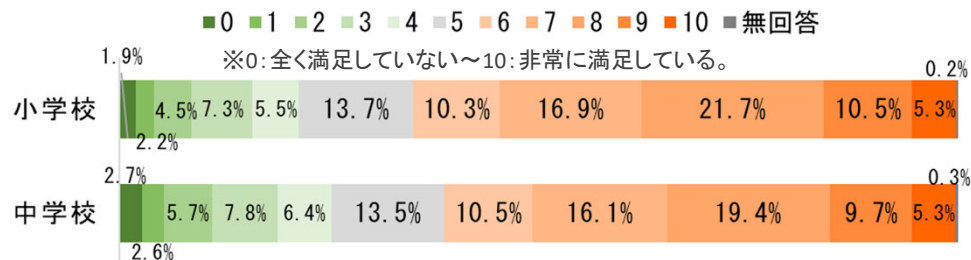 ■0 ■1 ■2 ■3 ■4 ■5 ■6 ■7 ■8 ■9 ■10 ■無回答
※0:全く満足していない～10:非常に満足している。
1.9% 0.2%
小学校 4.5% 7.3% 5.5% 13.7% 10.3% 16.9% 21.7% 10.5% 5.3%
2.2%
2.7% 0.3%
中学校 5.7% 7.8% 6.4% 13.5% 10.5% 16.1% 19.4% 9.7% 5.3%
2.6%